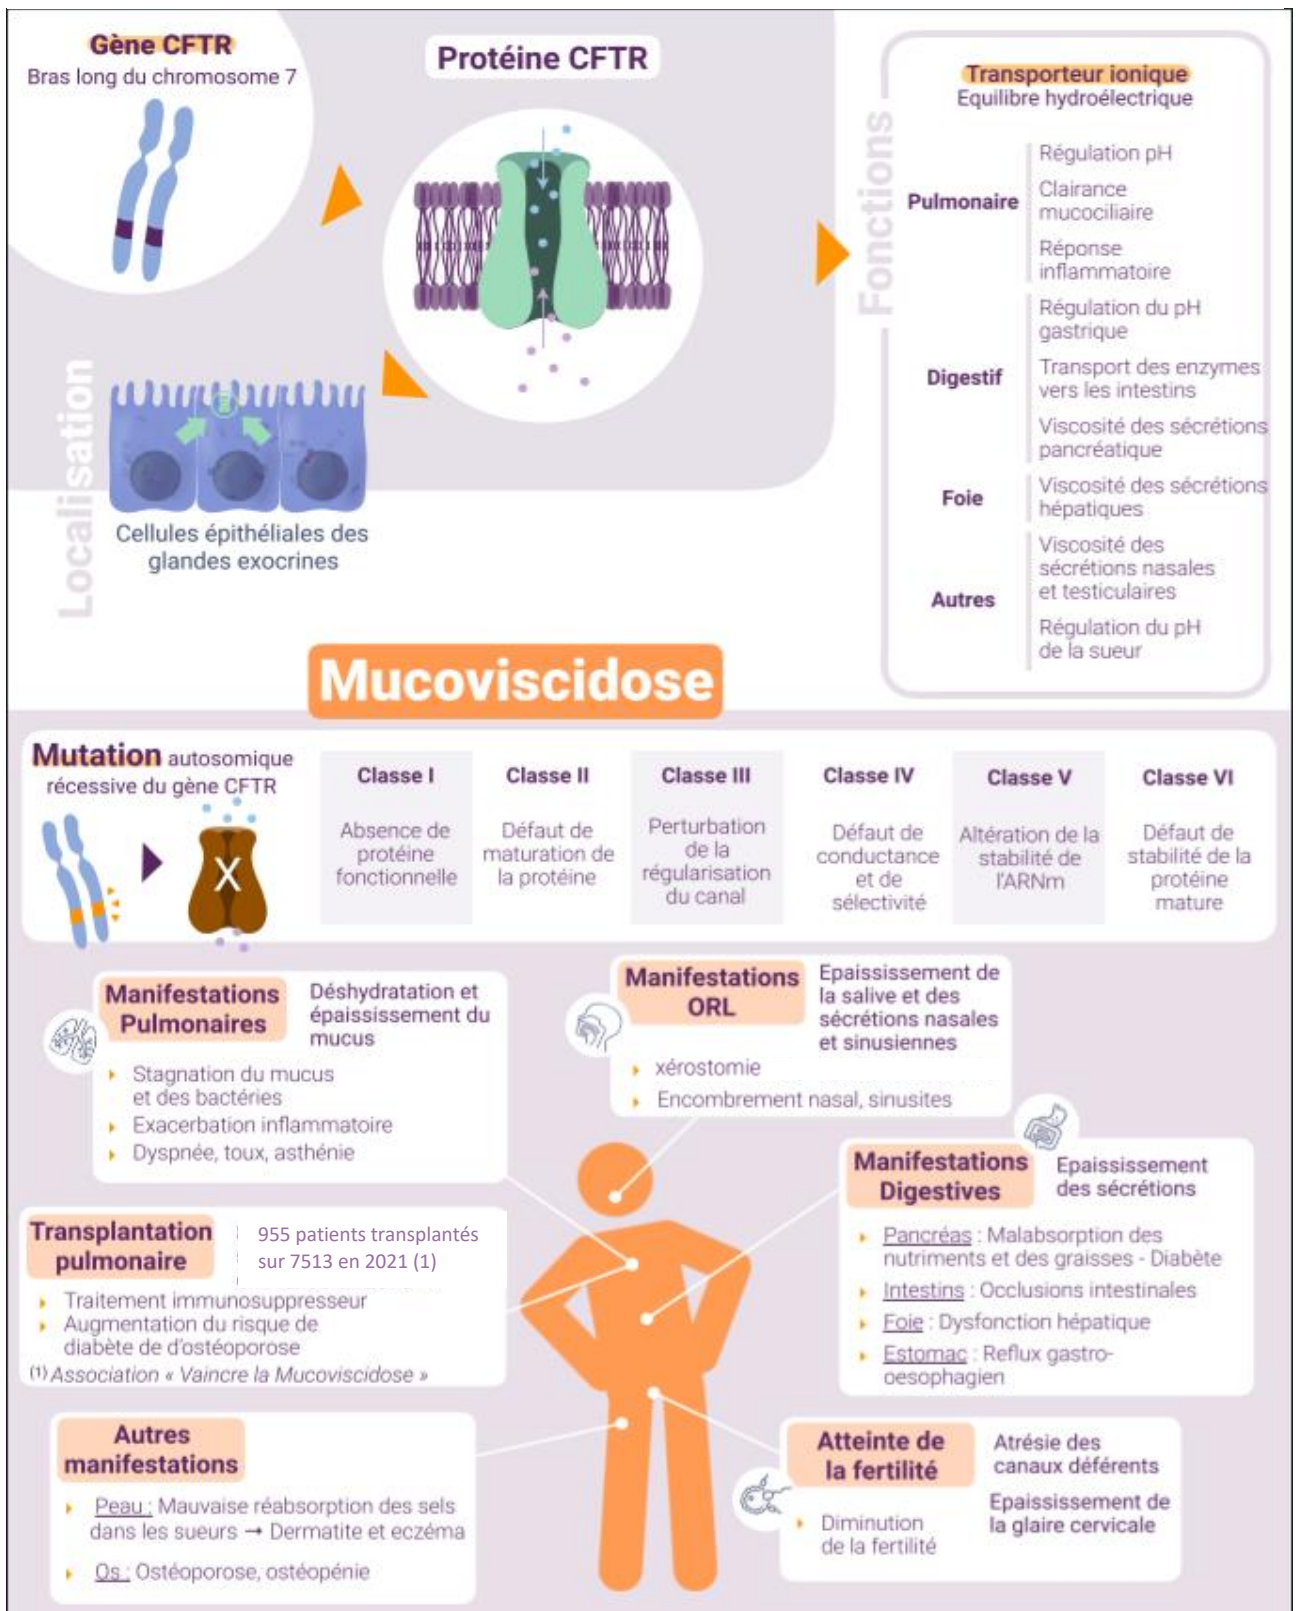 Gène CFTR
Bras long du chromosome 7
Protéine CFTR
Localisation
Cellules épithéliales des
glandes exocrines
Fonctions
Transporteur ionique
Equilibre hydroélectrique
Pulmonaire
Régulation pH
Clairance
mucociliaire
Réponse
inflammatoire
Digestif
Régulation du pH
gastrique
Transport des enzymes
vers les intestins
Viscosité des sécrétions
pancréatique
Foie
Viscosité des sécrétions
hépatiques
Autres
Viscosité des
sécrétions nasales
et testiculaires
Régulation du pH
de la sueur
Mucoviscidose
Mutation autosomique
récessive du gène CFTR
X
Classe I
Absence de
protéine
fonctionnelle
Classe II
Défaut de
maturation de
la protéine
Classe III
Perturbation
de la
régularisation
du canal
Classe IV
Défaut de
conductance
et de
sélectivité
Classe V
Altération de la
stabilité de
l'ARNm
Classe VI
Défaut de
stabilité de la
protéine
mature
Manifestations
Pulmonaires
Déshydratation et
épaississement du
mucus
Stagnation du mucus
et des bactéries
Exacerbation inflammatoire
Dyspnée, toux, asthénie
Manifestations
ORL
Epaississement de
la salive et des
sécrétions nasales
et sinusiennes
xérostomie
Encombrement nasal, sinusites
Transplantation
pulmonaire
955 patients transplantés
sur 7513 en 2021 (1)
Traitement immunosuppresseur
Augmentation du risque de
diabète de d'ostéoporose
(1) Association « Vaincre la Mucoviscidose »
Manifestations
Digestives
Epaississement
des sécrétions
Pancréas : Malabsorption des
nutriments et des graisses - Diabète
Intestins : Occlusions intestinales
Foie : Dysfonction hépatique
Estomac : Reflux gastro-
oesophagien
Autres
manifestations
Peau : Mauvaise réabsorption des sels
dans les sueurs → Dermatite et eczéma
Os : Ostéoporose, ostéopénie
Atteinte de
la fertilité
Atrésie des
canaux déférents
Epaississement de
la glaire cervicale
Diminution
de la fertilité